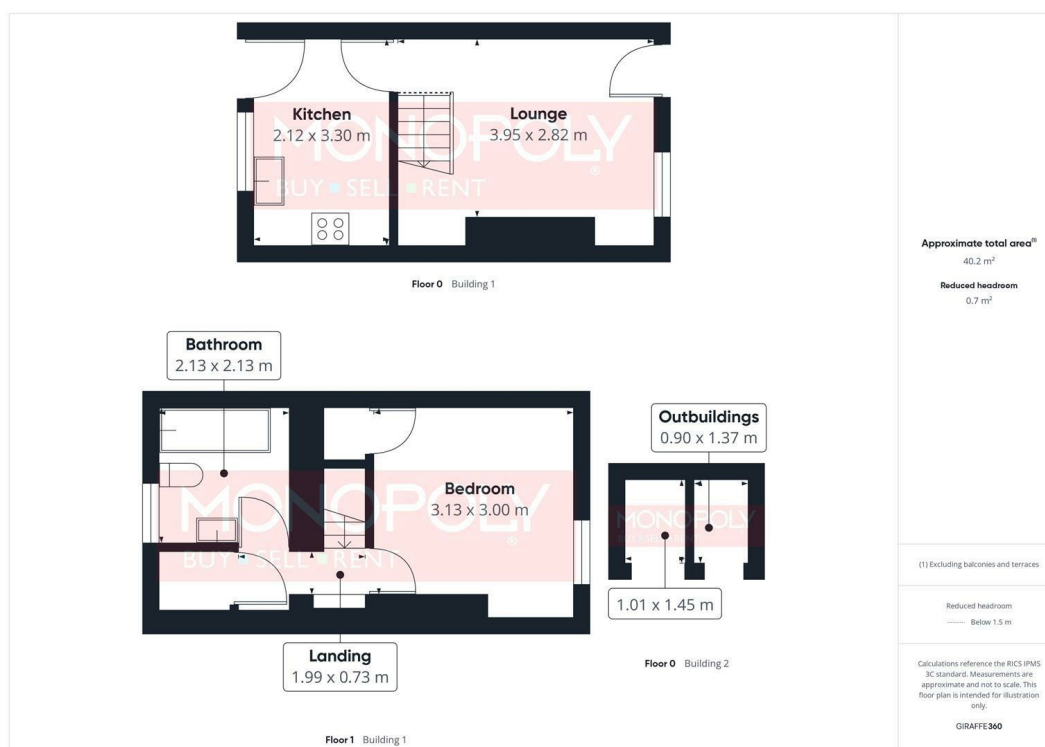 Kitchen
2.12 x 3.30 m
Lounge
3.95 x 2.82 m
MONOPOLY
®
BUY SELL RENT
Floor 0 Building 1
Bathroom
2.13 x 2.13 m
Bedroom
3.13 x 3.00 m
MONOPOLY
®
BUY SELL RENT
Landing
1.99 x 0.73 m
Floor 1 Building 1
Outbuildings
0.90 x 1.37 m
MONOPOLY
BUY SELL RENT
1.01 x 1.45 m
Floor 0 Building 2
Approximate total area(1)
40.2 m²
Reduced headroom
0.7 m²
(1) Excluding balconies and terraces
Reduced headroom
Below 1.5 m
Calculations reference the RICS IPMS
3C standard. Measurements are
approximate and not to scale. This
floor plan is intended for illustration
only.
GIRAFFE360